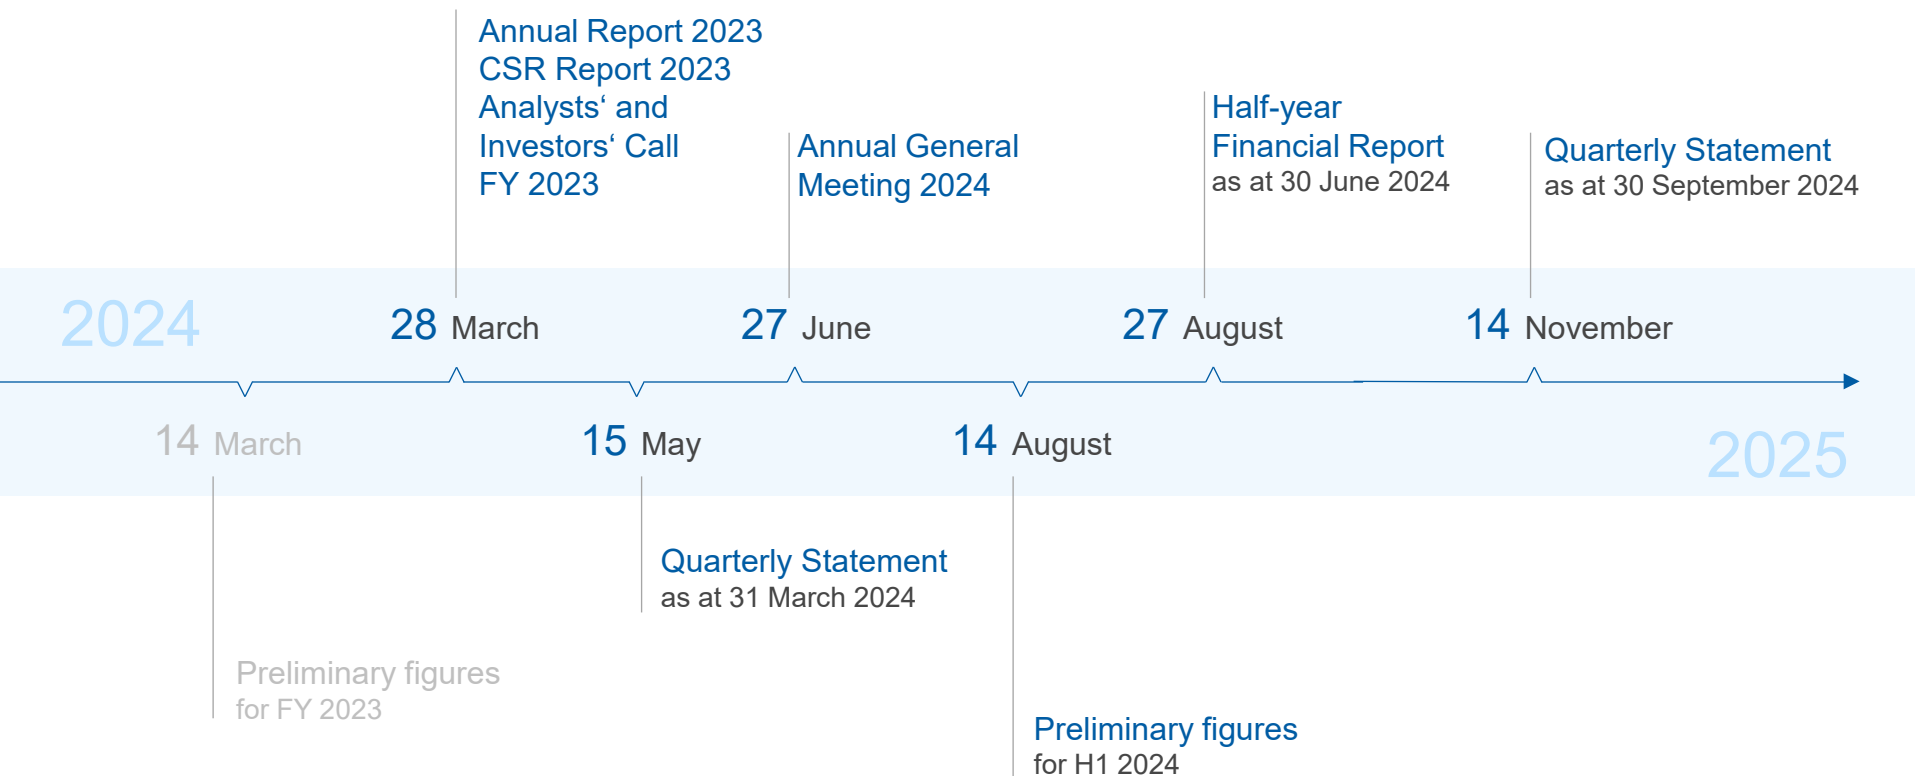 Annual Report 2023
CSR Report 2023
Analysts‘ and
Investors‘ Call
FY 2023
Annual General
Meeting 2024
Half-year
Financial Report
as at 30 June 2024
Quarterly Statement
as at 30 September 2024
2024
28 March
27 June
27 August
14 November
14 March
15 May
14 August
2025
Quarterly Statement
as at 31 March 2024
Preliminary figures
for FY 2023
Preliminary figures
for H1 2024